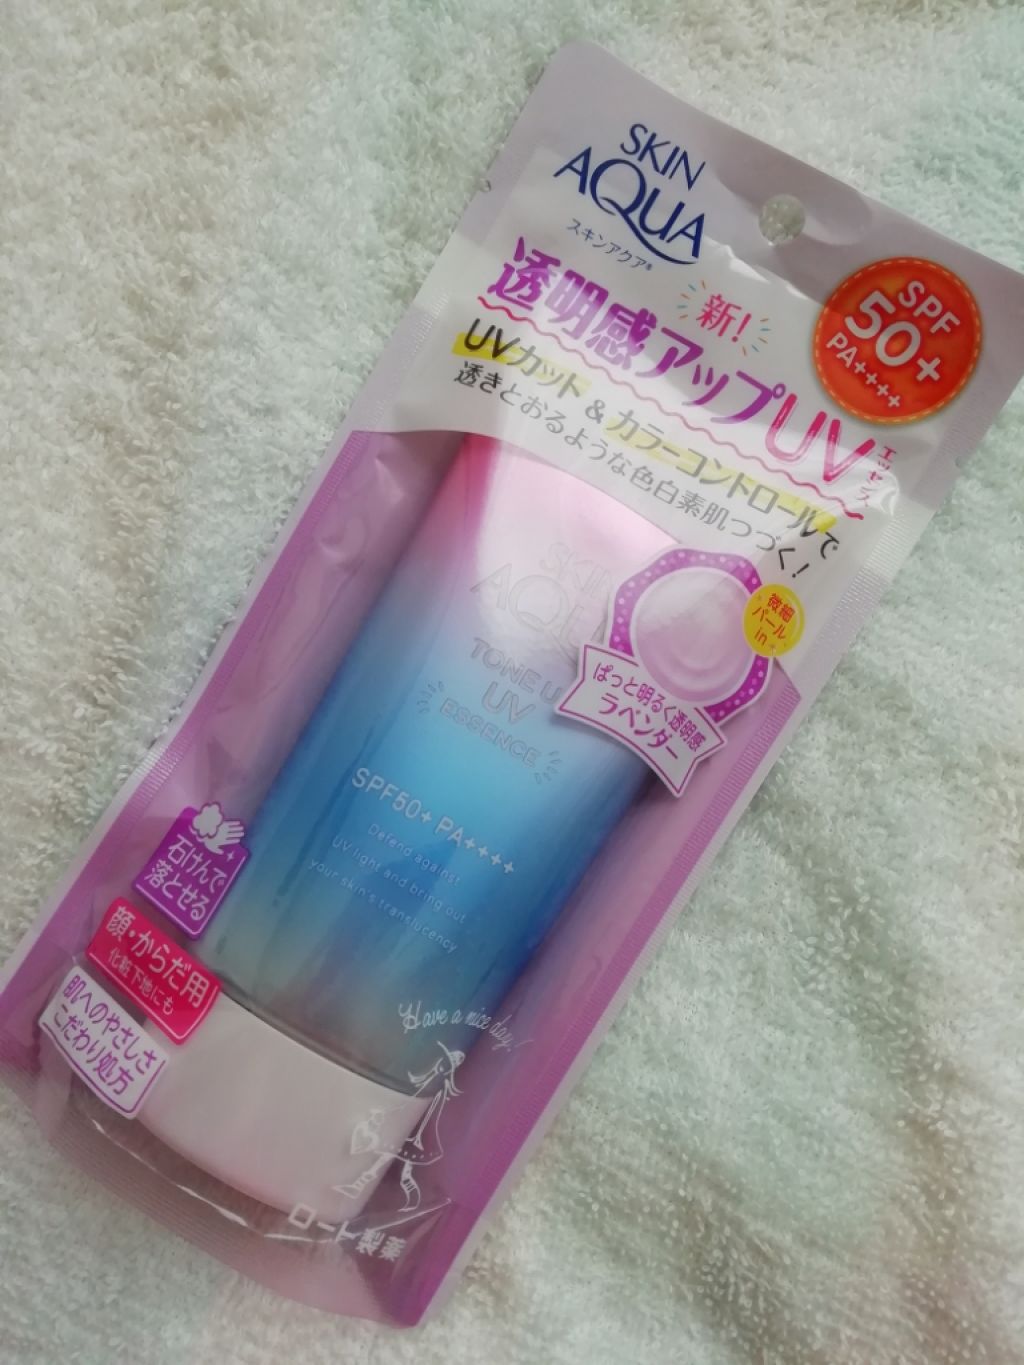 SKIN
AQUA
スキンアクア®
SPF
50+
PA++++
新!
透明感アップUV
エッセンス
UVカット&カラーコントロールで
透きとおるような色白素肌つづく!
微細
パール
in
ぱっと明るく透明感
ラベンダー
SKIN
AQU
TONE U
UV
ESSENCE
SPF50+ PA++++
Defend against
UV light and bring out
your skin's translucency
石けんで
落とせる
顔・からだ用
化粧下地にも
肌へのやさしさ
こだわり処方
Have a nice day!
ロート製薬